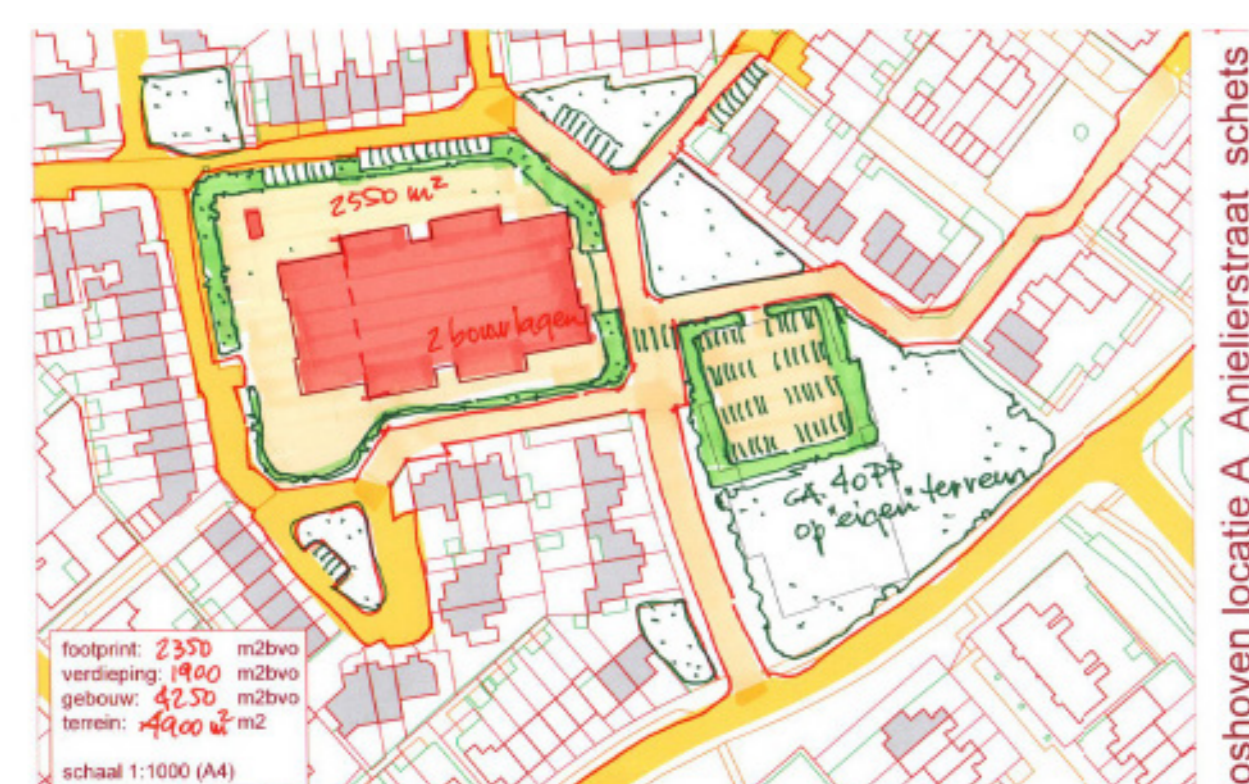 2550 m²
2 bouwlagen
ca. 40 pp
op "eigen" terrein
footprint: 2350 m2bvo
verdieping: 1900 m2bvo
gebouw: 4250 m2bvo
terrein: ±4900 m² m2
schaal 1:1000 (A4)
oshoven locatie A Anjelierstraat schets